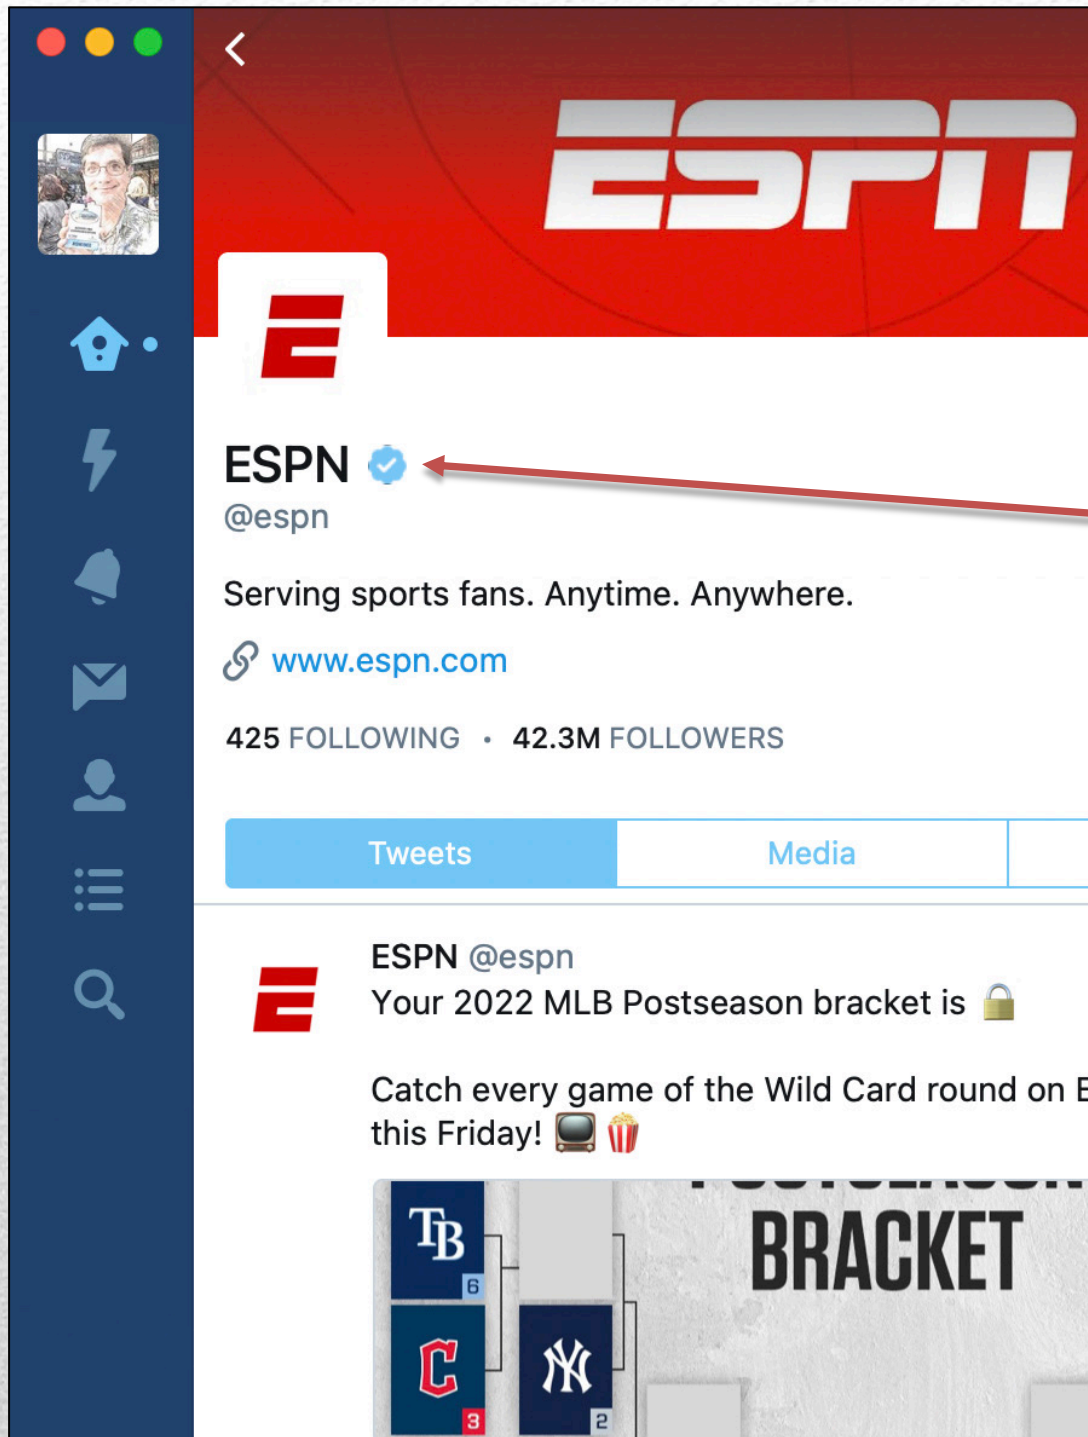 ESPN
ESPN
@espn
Serving sports fans. Anytime. Anywhere.
www.espn.com
425 FOLLOWING • 42.3M FOLLOWERS
Tweets Media
ESPN @espn
Your 2022 MLB Postseason bracket is 🔒
Catch every game of the Wild Card round on E
this Friday! 📺🍿
BRACKET
TB
6
C
3
NY
2